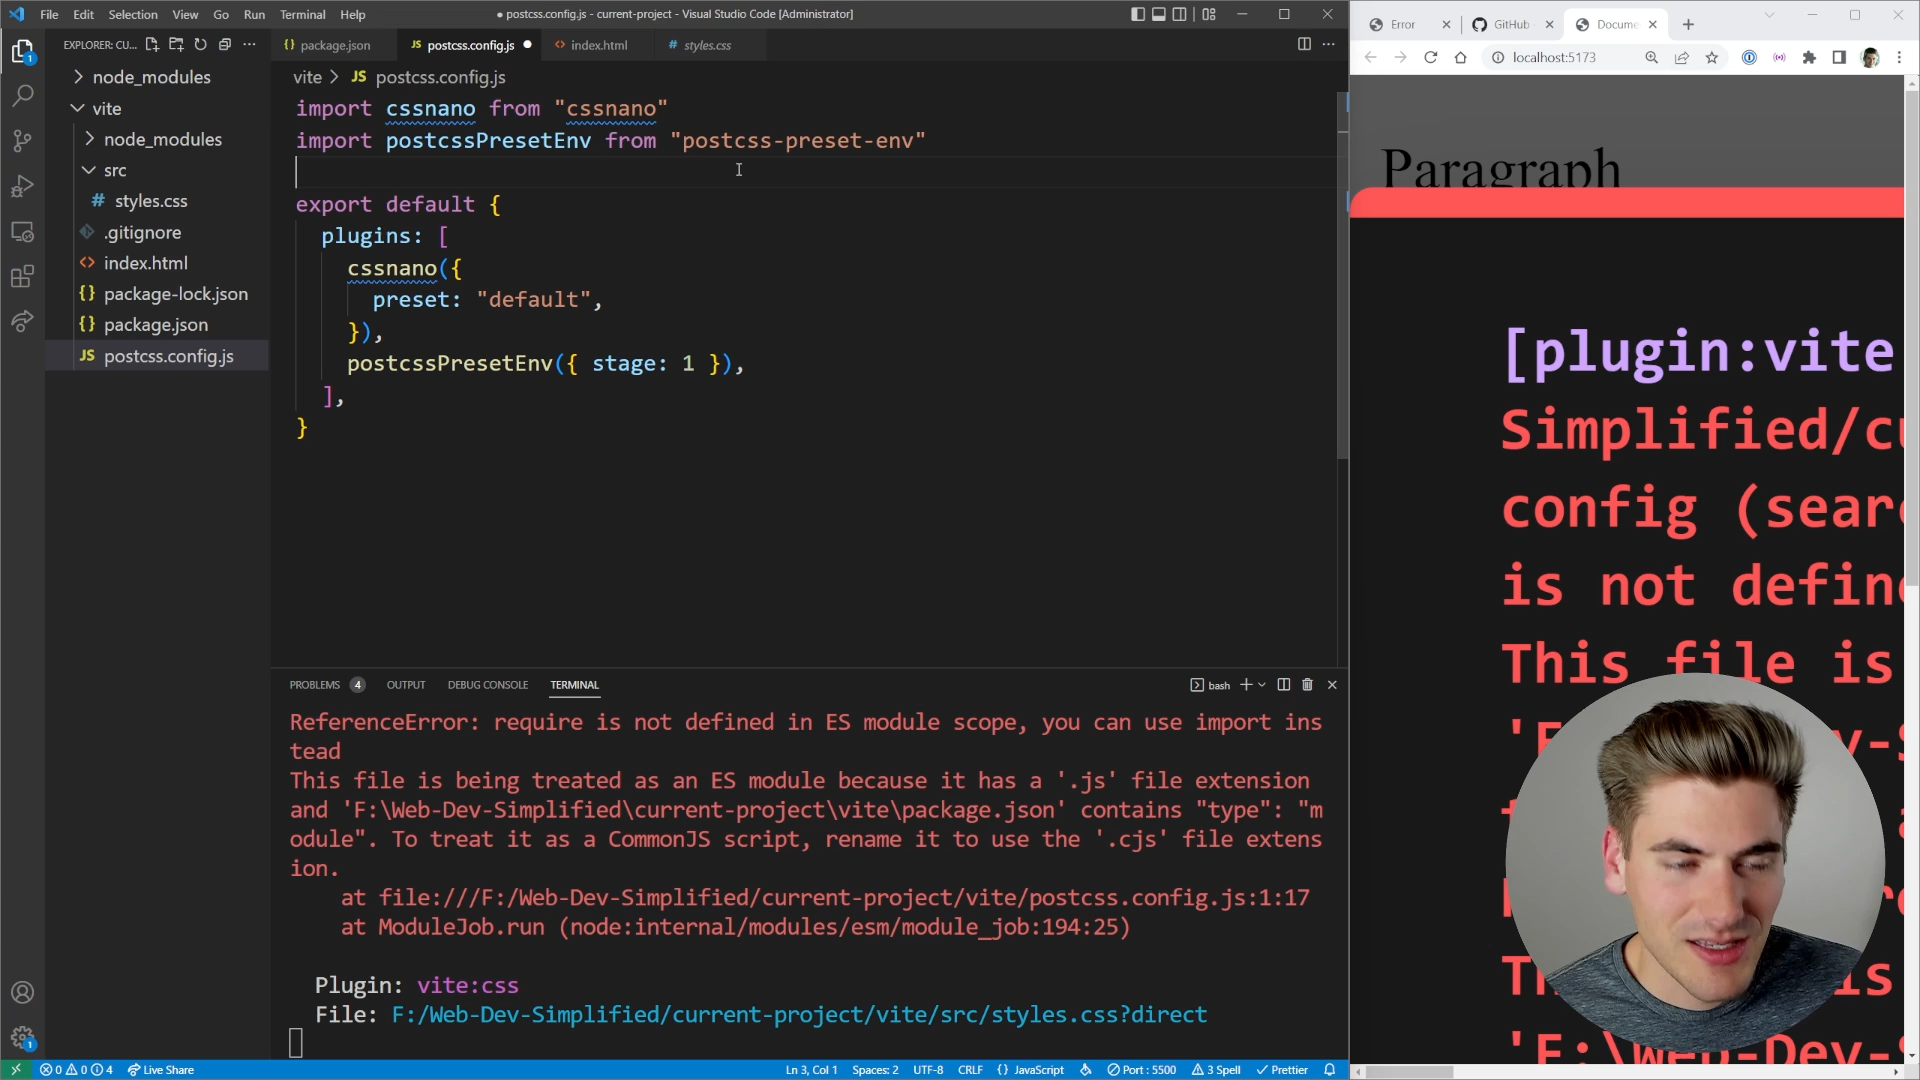 File Edit Selection View Go Run Terminal Help
● postcss.config.js - current-project - Visual Studio Code [Administrator]
EXPLORER: CU...
node_modules
vite
node_modules
src
# styles.css
.gitignore
<> index.html
{} package-lock.json
{} package.json
JS postcss.config.js
{} package.json
JS postcss.config.js ●
<> index.html
# styles.css
vite > JS postcss.config.js
import cssnano from "cssnano"
import postcssPresetEnv from "postcss-preset-env"
export default {
plugins: [
cssnano({
preset: "default",
}),
postcssPresetEnv({ stage: 1 }),
],
}
PROBLEMS 4 OUTPUT DEBUG CONSOLE TERMINAL
bash
ReferenceError: require is not defined in ES module scope, you can use import ins
tead
This file is being treated as an ES module because it has a '.js' file extension
and 'F:\Web-Dev-Simplified\current-project\vite\package.json' contains "type": "m
odule". To treat it as a CommonJS script, rename it to use the '.cjs' file extens
ion.
at file:///F:/Web-Dev-Simplified/current-project/vite/postcss.config.js:1:17
at ModuleJob.run (node:internal/modules/esm/module_job:194:25)
Plugin: vite:css
File: F:/Web-Dev-Simplified/current-project/vite/src/styles.css?direct
1
1
0 0 4 Live Share
Ln 3, Col 1 Spaces: 2 UTF-8 CRLF {} JavaScript Port : 5500 3 Spell Prettier
Error
GitHub
Docume
localhost:5173
Paragraph
[plugin:vite
Simplified/cu
config (sear
is not defin
This file is